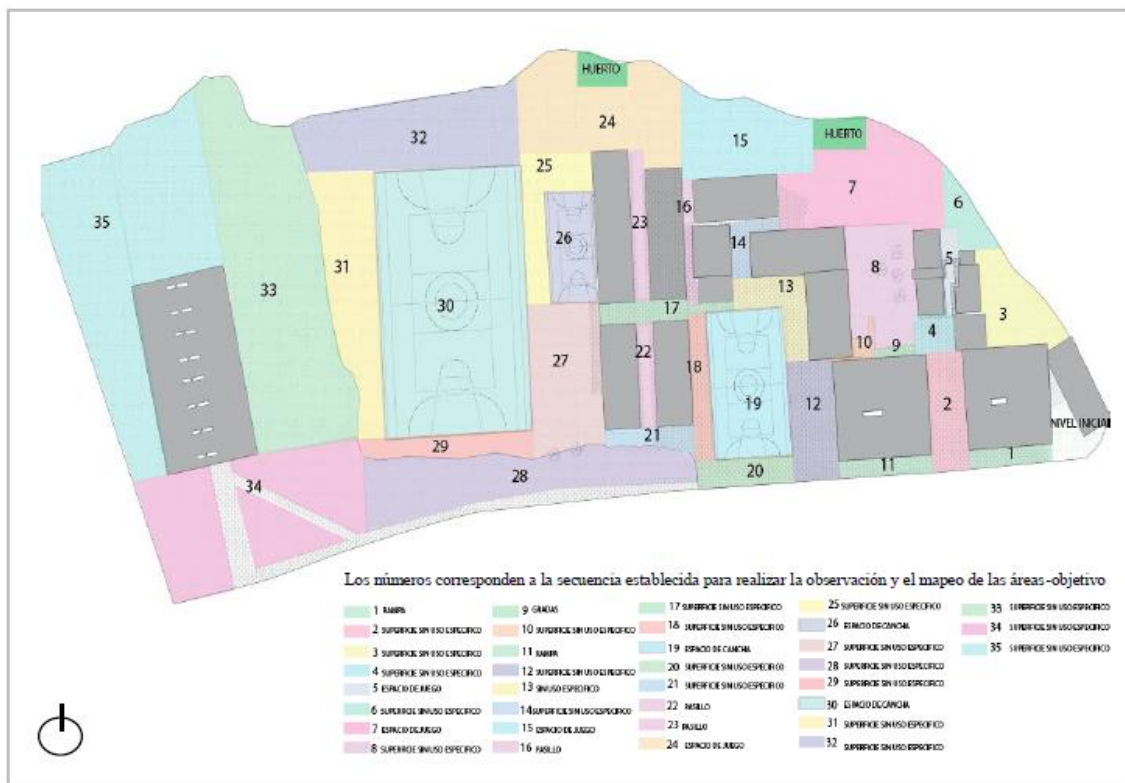 HUERTO
32
24
15
HUERTO
25
7
35
23
16
6
31
26
14
33
30
8
5
13
3
17
4
22
10
9
27
18
19
12
2
NIVEL INICIAL
29
21
34
28
20
11
1
Los números corresponden a la secuencia establecida para realizar la observación y el mapeo de las áreas-objetivo
1 RAMPA
2 SUPERFICIE SIN USO ESPECIFICO
3 SUPERFICIE SIN USO ESPECIFICO
4 SUPERFICIE SIN USO ESPECIFICO
5 ESPACIO DE JUEGO
6 SUPERFICIE SIN USO ESPECIFICO
7 ESPACIO DE JUEGO
8 SUPERFICIE SIN USO ESPECIFICO
9 GRADAS
10 SUPERFICIE SIN USO ESPECIFICO
11 RAMPA
12 SUPERFICIE SIN USO ESPECIFICO
13 SIN USO ESPECIFICO
14 SUPERFICIE SIN USO ESPECIFICO
15 ESPACIO DE JUEGO
16 PASILLO
17 SUPERFICIE SIN USO ESPECIFICO
18 SUPERFICIE SIN USO ESPECIFICO
19 ESPACIO DE CANCHA
20 SUPERFICIE SIN USO ESPECIFICO
21 SUPERFICIE SIN USO ESPECIFICO
22 PASILLO
23 PASILLO
24 ESPACIO DE JUEGO
25 SUPERFICIE SIN USO ESPECIFICO
26 ESPACIO DE CANCHA
27 SUPERFICIE SIN USO ESPECIFICO
28 SUPERFICIE SIN USO ESPECIFICO
29 SUPERFICIE SIN USO ESPECIFICO
30 ESPACIO DE CANCHA
31 SUPERFICIE SIN USO ESPECIFICO
32 SUPERFICIE SIN USO ESPECIFICO
33 SUPERFICIE SIN USO ESPECIFICO
34 SUPERFICIE SIN USO ESPECIFICO
35 SUPERFICIE SIN USO ESPECIFICO